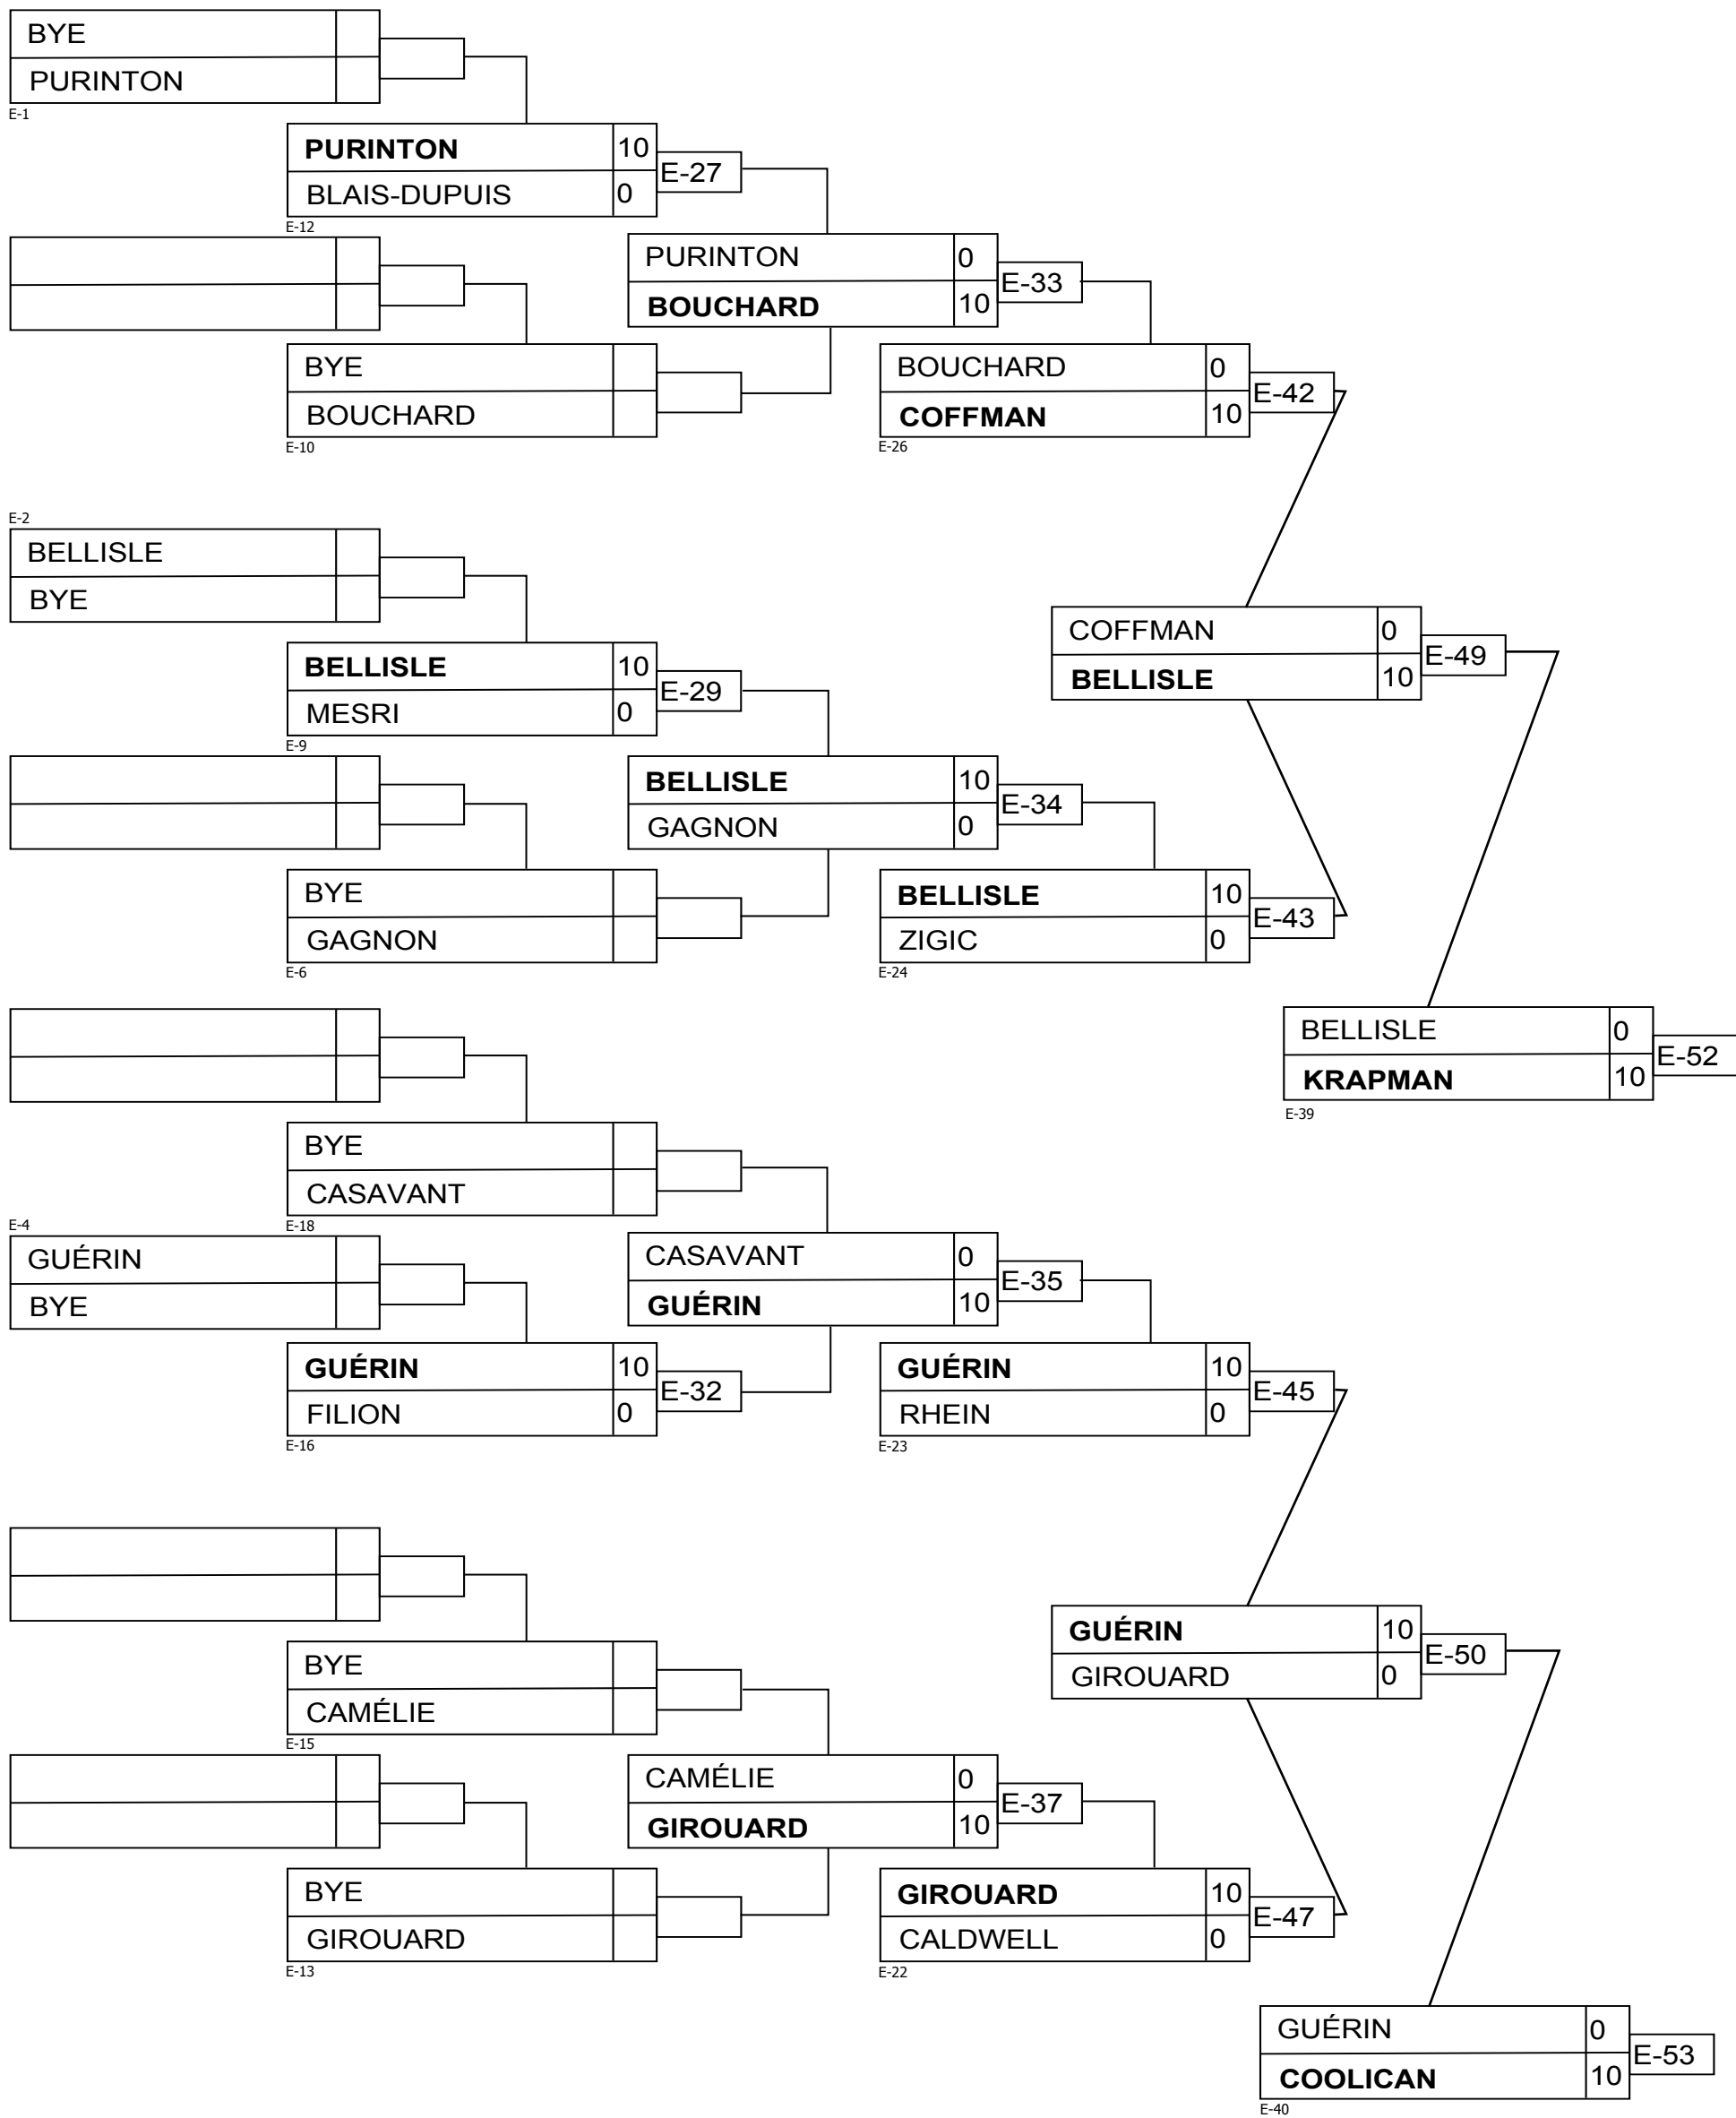 BYE
PURINTON
E-1
PURINTON 10
E-27
BLAIS-DUPUIS 0
E-12
PURINTON 0
E-33
BOUCHARD 10
BYE
BOUCHARD
E-10
BOUCHARD 0
E-42
COFFMAN 10
E-26
E-2
BELLISLE
BYE
COFFMAN 0
E-49
BELLISLE 10
BELLISLE 10
E-29
MESRI 0
E-9
BELLISLE 10
E-34
GAGNON 0
BYE
GAGNON
E-6
BELLISLE 10
E-43
ZIGIC 0
E-24
BELLISLE 0
E-52
KRAPMAN 10
E-39
BYE
CASAVANT
E-18
E-4
GUÉRIN
BYE
CASAVANT 0
E-35
GUÉRIN 10
GUÉRIN 10
E-32
FILION 0
E-16
GUÉRIN 10
E-45
RHEIN 0
E-23
GUÉRIN 10
E-50
GIROUARD 0
BYE
CAMÉLIE
E-15
CAMÉLIE 0
E-37
GIROUARD 10
BYE
GIROUARD
E-13
GIROUARD 10
E-47
CALDWELL 0
E-22
GUÉRIN 0
E-53
COOLICAN 10
E-40